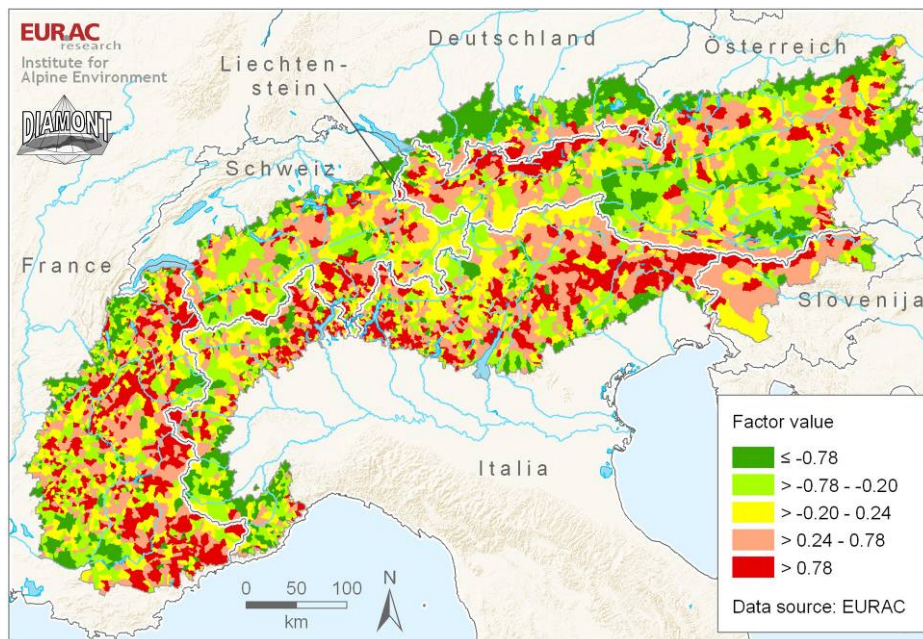 EURAC
research
Institute for
Alpine Environment
DIAMONT
Deutschland
Österreich
Liechten-
stein
Schweiz
France
Slovenija
Italia
Factor value
≤ -0.78
> -0.78 - -0.20
> -0.20 - 0.24
> 0.24 - 0.78
> 0.78
Data source: EURAC
0 50 100
km
N